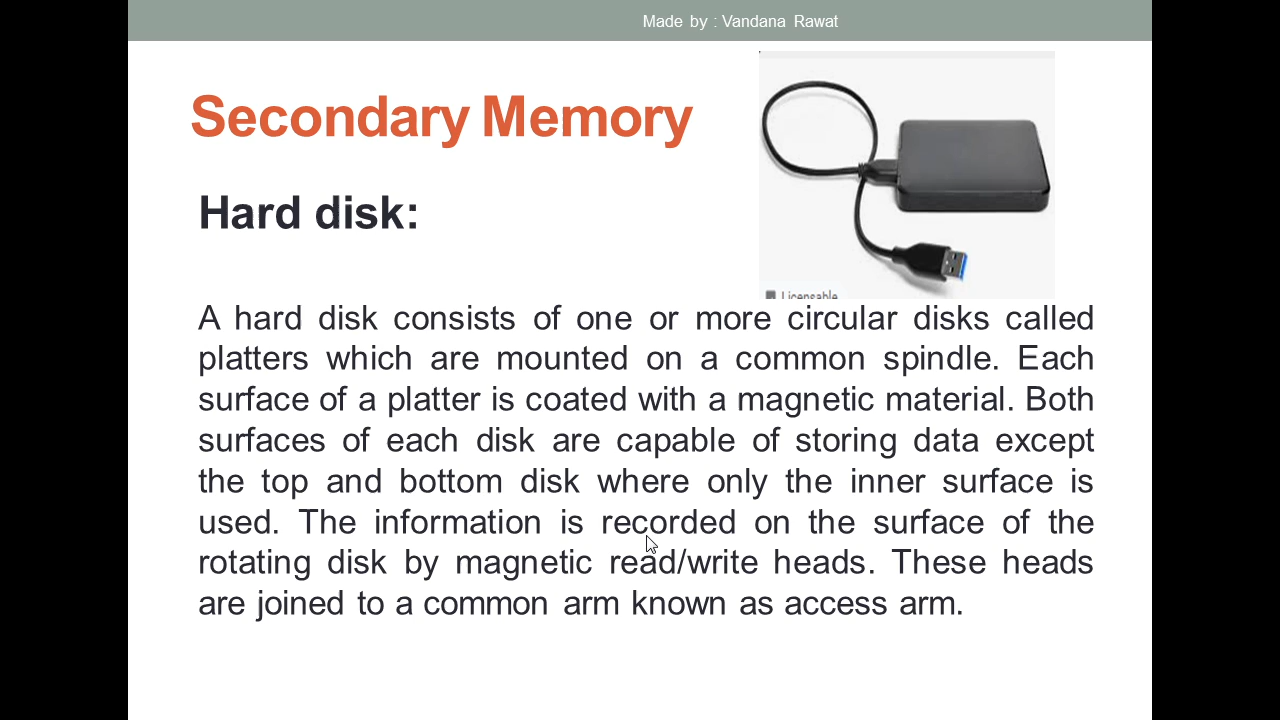 Made by : Vandana Rawat
Secondary Memory
Hard disk:
Licensable
A hard disk consists of one or more circular disks called
platters which are mounted on a common spindle. Each
surface of a platter is coated with a magnetic material. Both
surfaces of each disk are capable of storing data except
the top and bottom disk where only the inner surface is
used. The information is recorded on the surface of the
rotating disk by magnetic read/write heads. These heads
are joined to a common arm known as access arm.